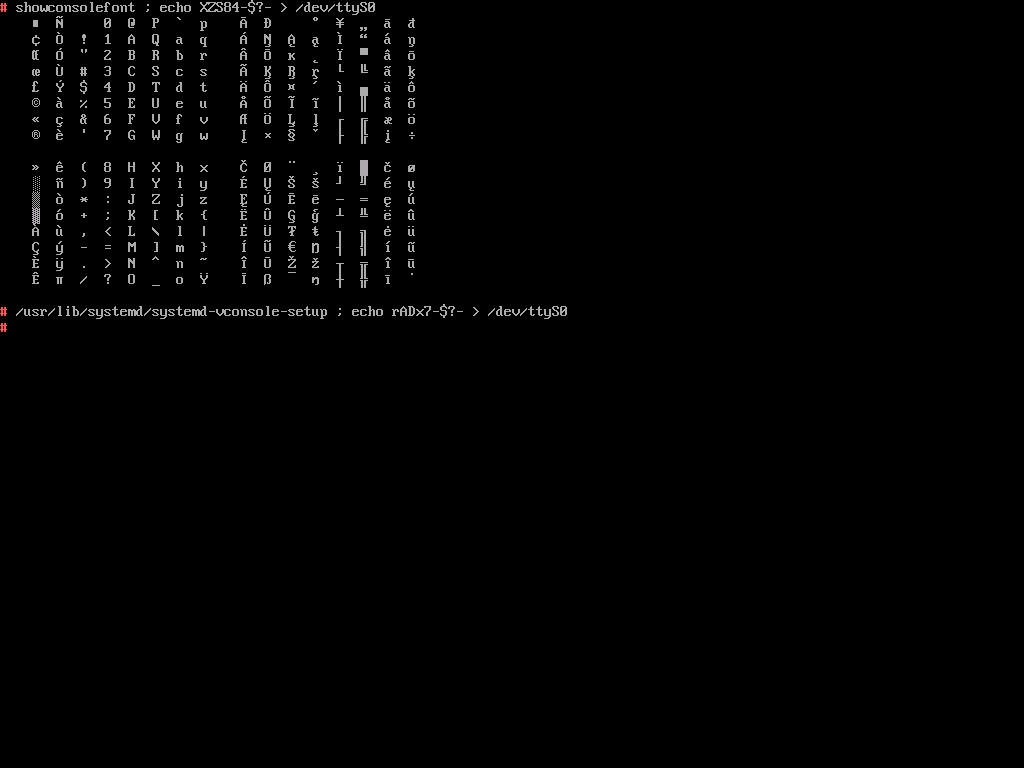 # showconsolefont ; echo XZS84-$?- > /dev/ttyS0
▪ Ñ 0 @ P ` p Ā Đ ° ¥ „ ā đ
¢ Ò ! 1 A Q a q Á Ņ Ą ą Ì “ á ņ
Œ Ó " 2 B R b r Â Ō ĸ ˛ Ï ▀ â ō
œ Ù # 3 C S c s Ã Ķ Ŗ ŗ └ ╚ ã ķ
£ Ý $ 4 D T d t Ä Ô ¤ ´ ì ▄ ä ô
© à % 5 E U e u Å Õ Ĩ ĩ │ ║ å õ
« ç & 6 F V f v Æ Ö Ļ ļ ┌ ╔ æ ö
® è ' 7 G W g w Į × § ˇ ├ ╠ į ÷
» ê ( 8 H X h x Č Ø ¨ ¸ ï █ č ø
░ ñ ) 9 I Y i y É Ų Š š ┘ ╝ é ų
▒ ò * : J Z j z Ę Ú Ē ē ─ ═ ę ú
▓ ó + ; K [ k { Ë Û Ģ ģ ┴ ╩ ë û
À ù , < L \ l | Ė Ü Ŧ ŧ ┐ ╗ ė ü
Ç ý - = M ] m } Í Ũ € Ŋ ┤ ╣ í ũ
È ÿ . > N ^ n ~ Î Ū Ž ž ┬ ╦ î ū
Ê π / ? O _ o Ÿ Ī ß ¯ ŋ ┼ ╬ ī ˙
# /usr/lib/systemd/systemd-vconsole-setup ; echo rADx7-$?- > /dev/ttyS0
#